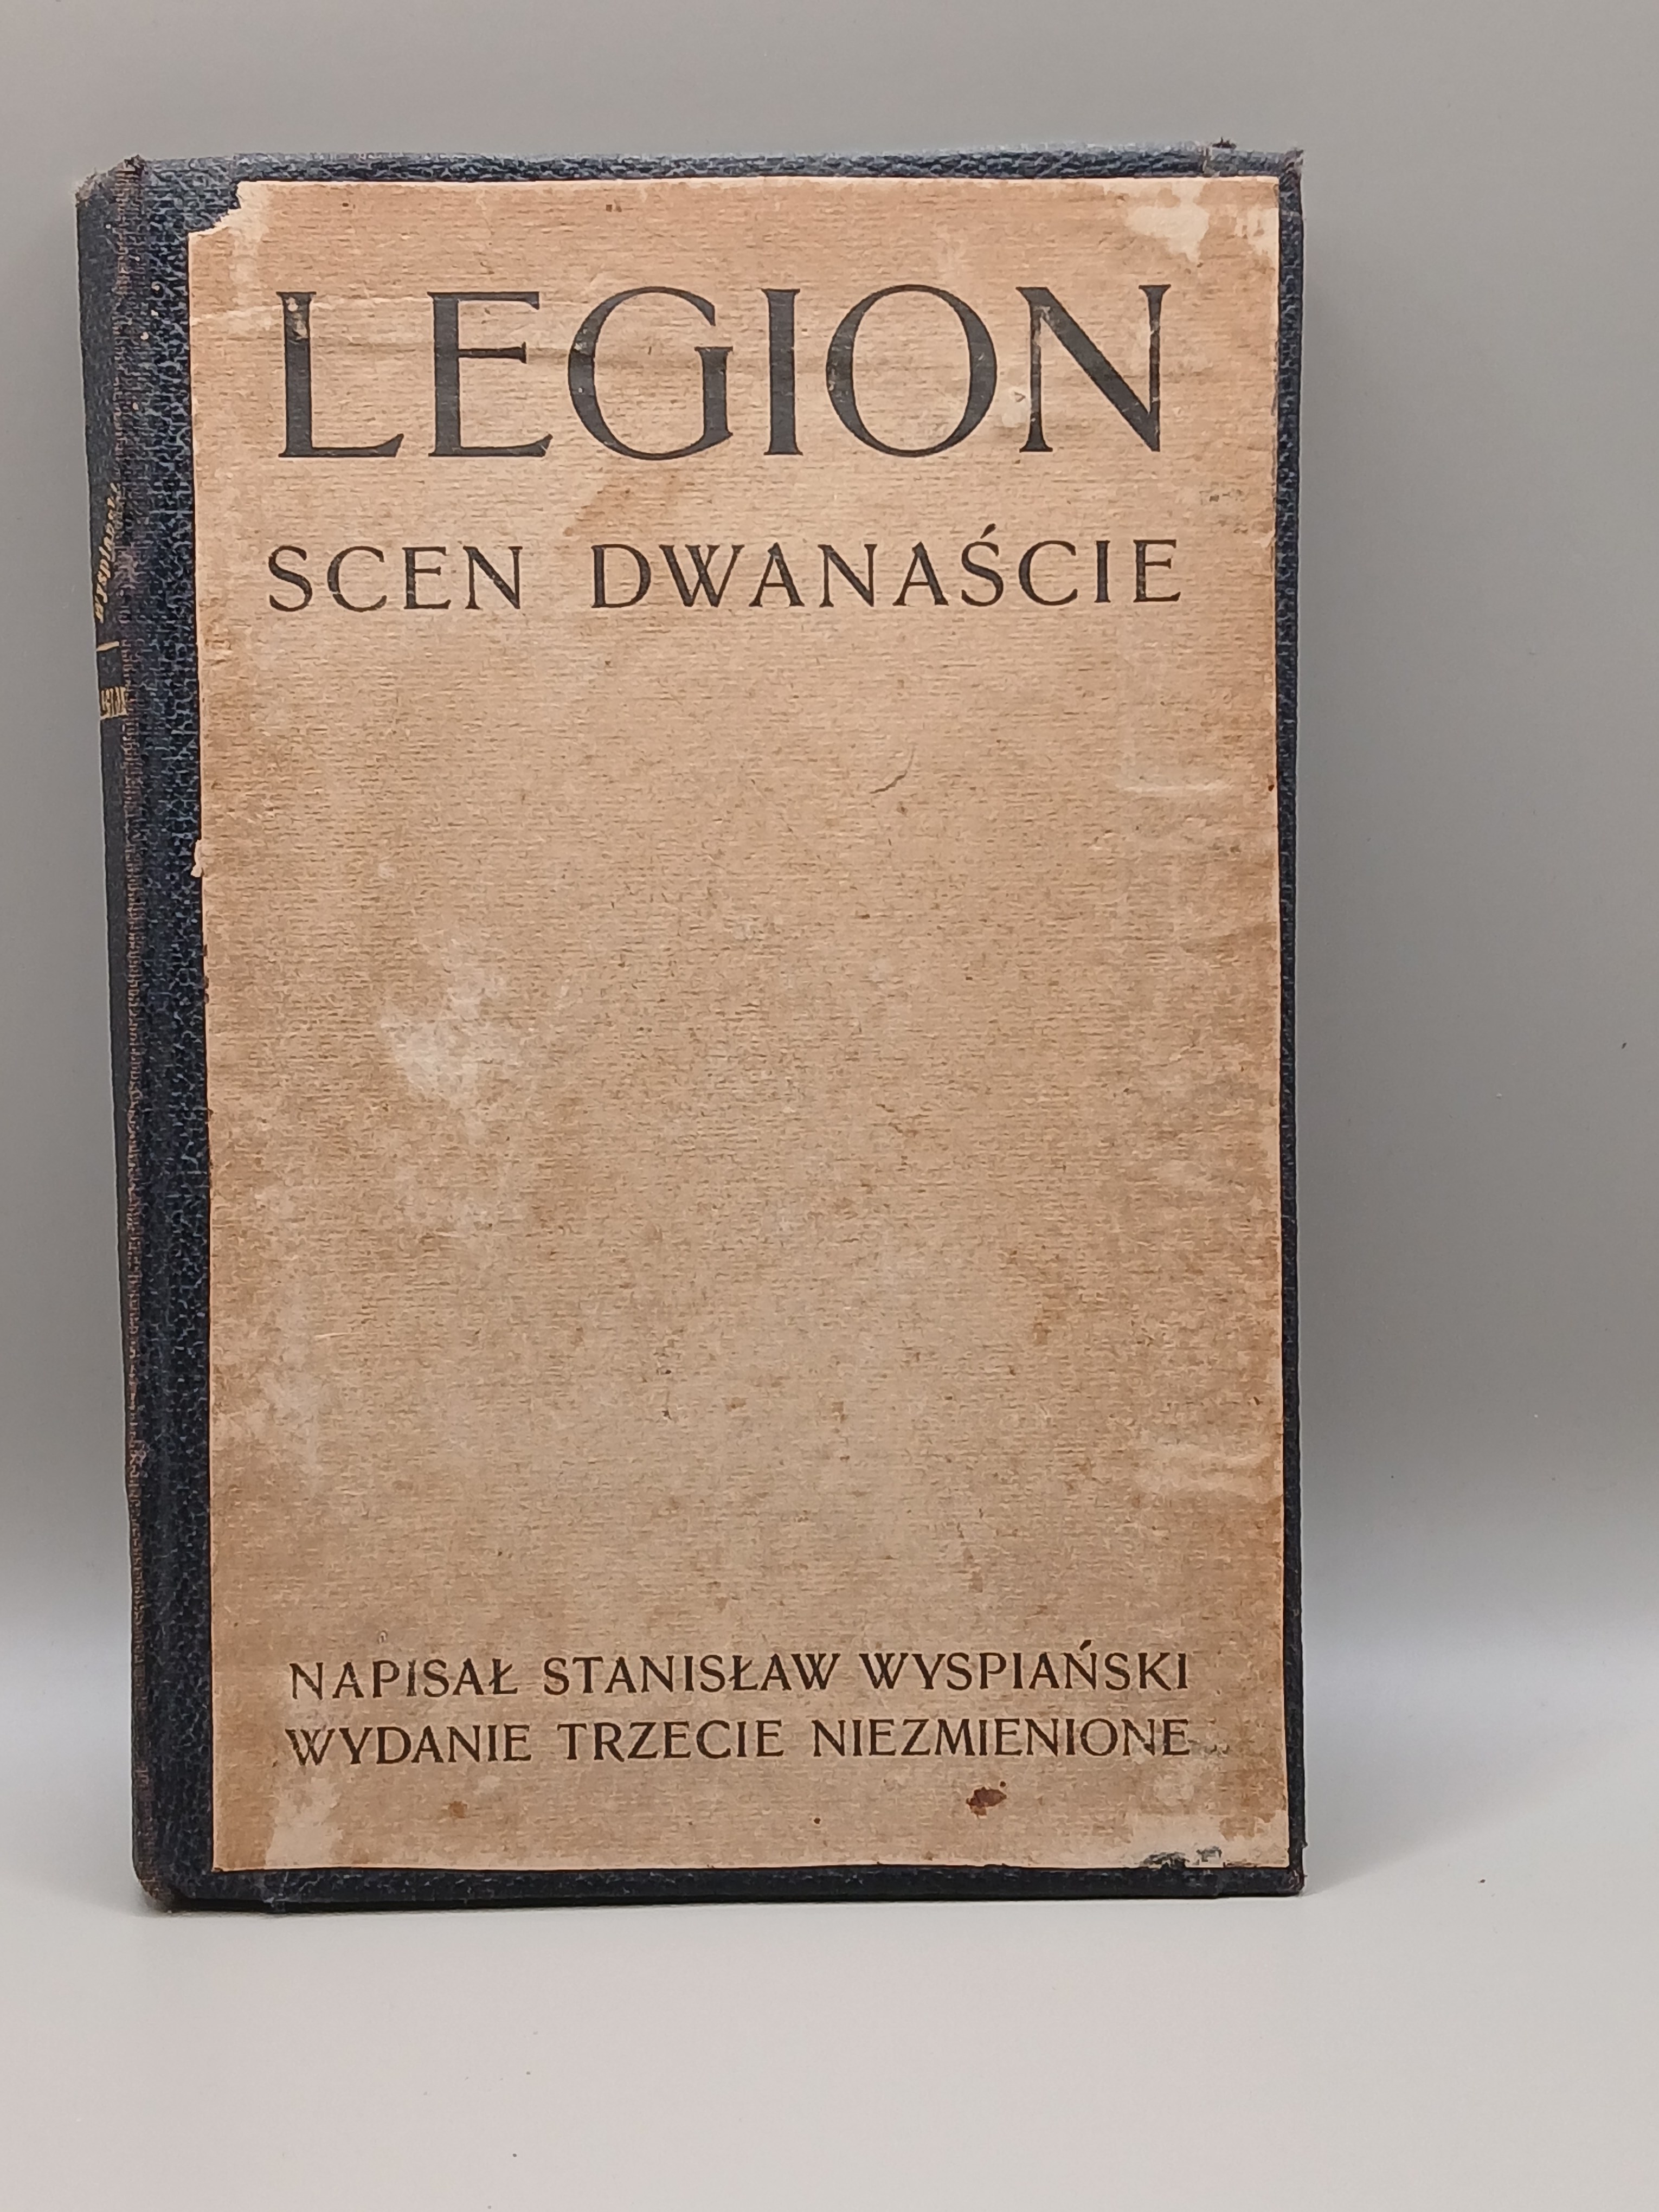 LEGION
SCEN DWANAŚCIE
NAPISAŁ STANISŁAW WYSPIAŃSKI
WYDANIE TRZECIE NIEZMIENIONE